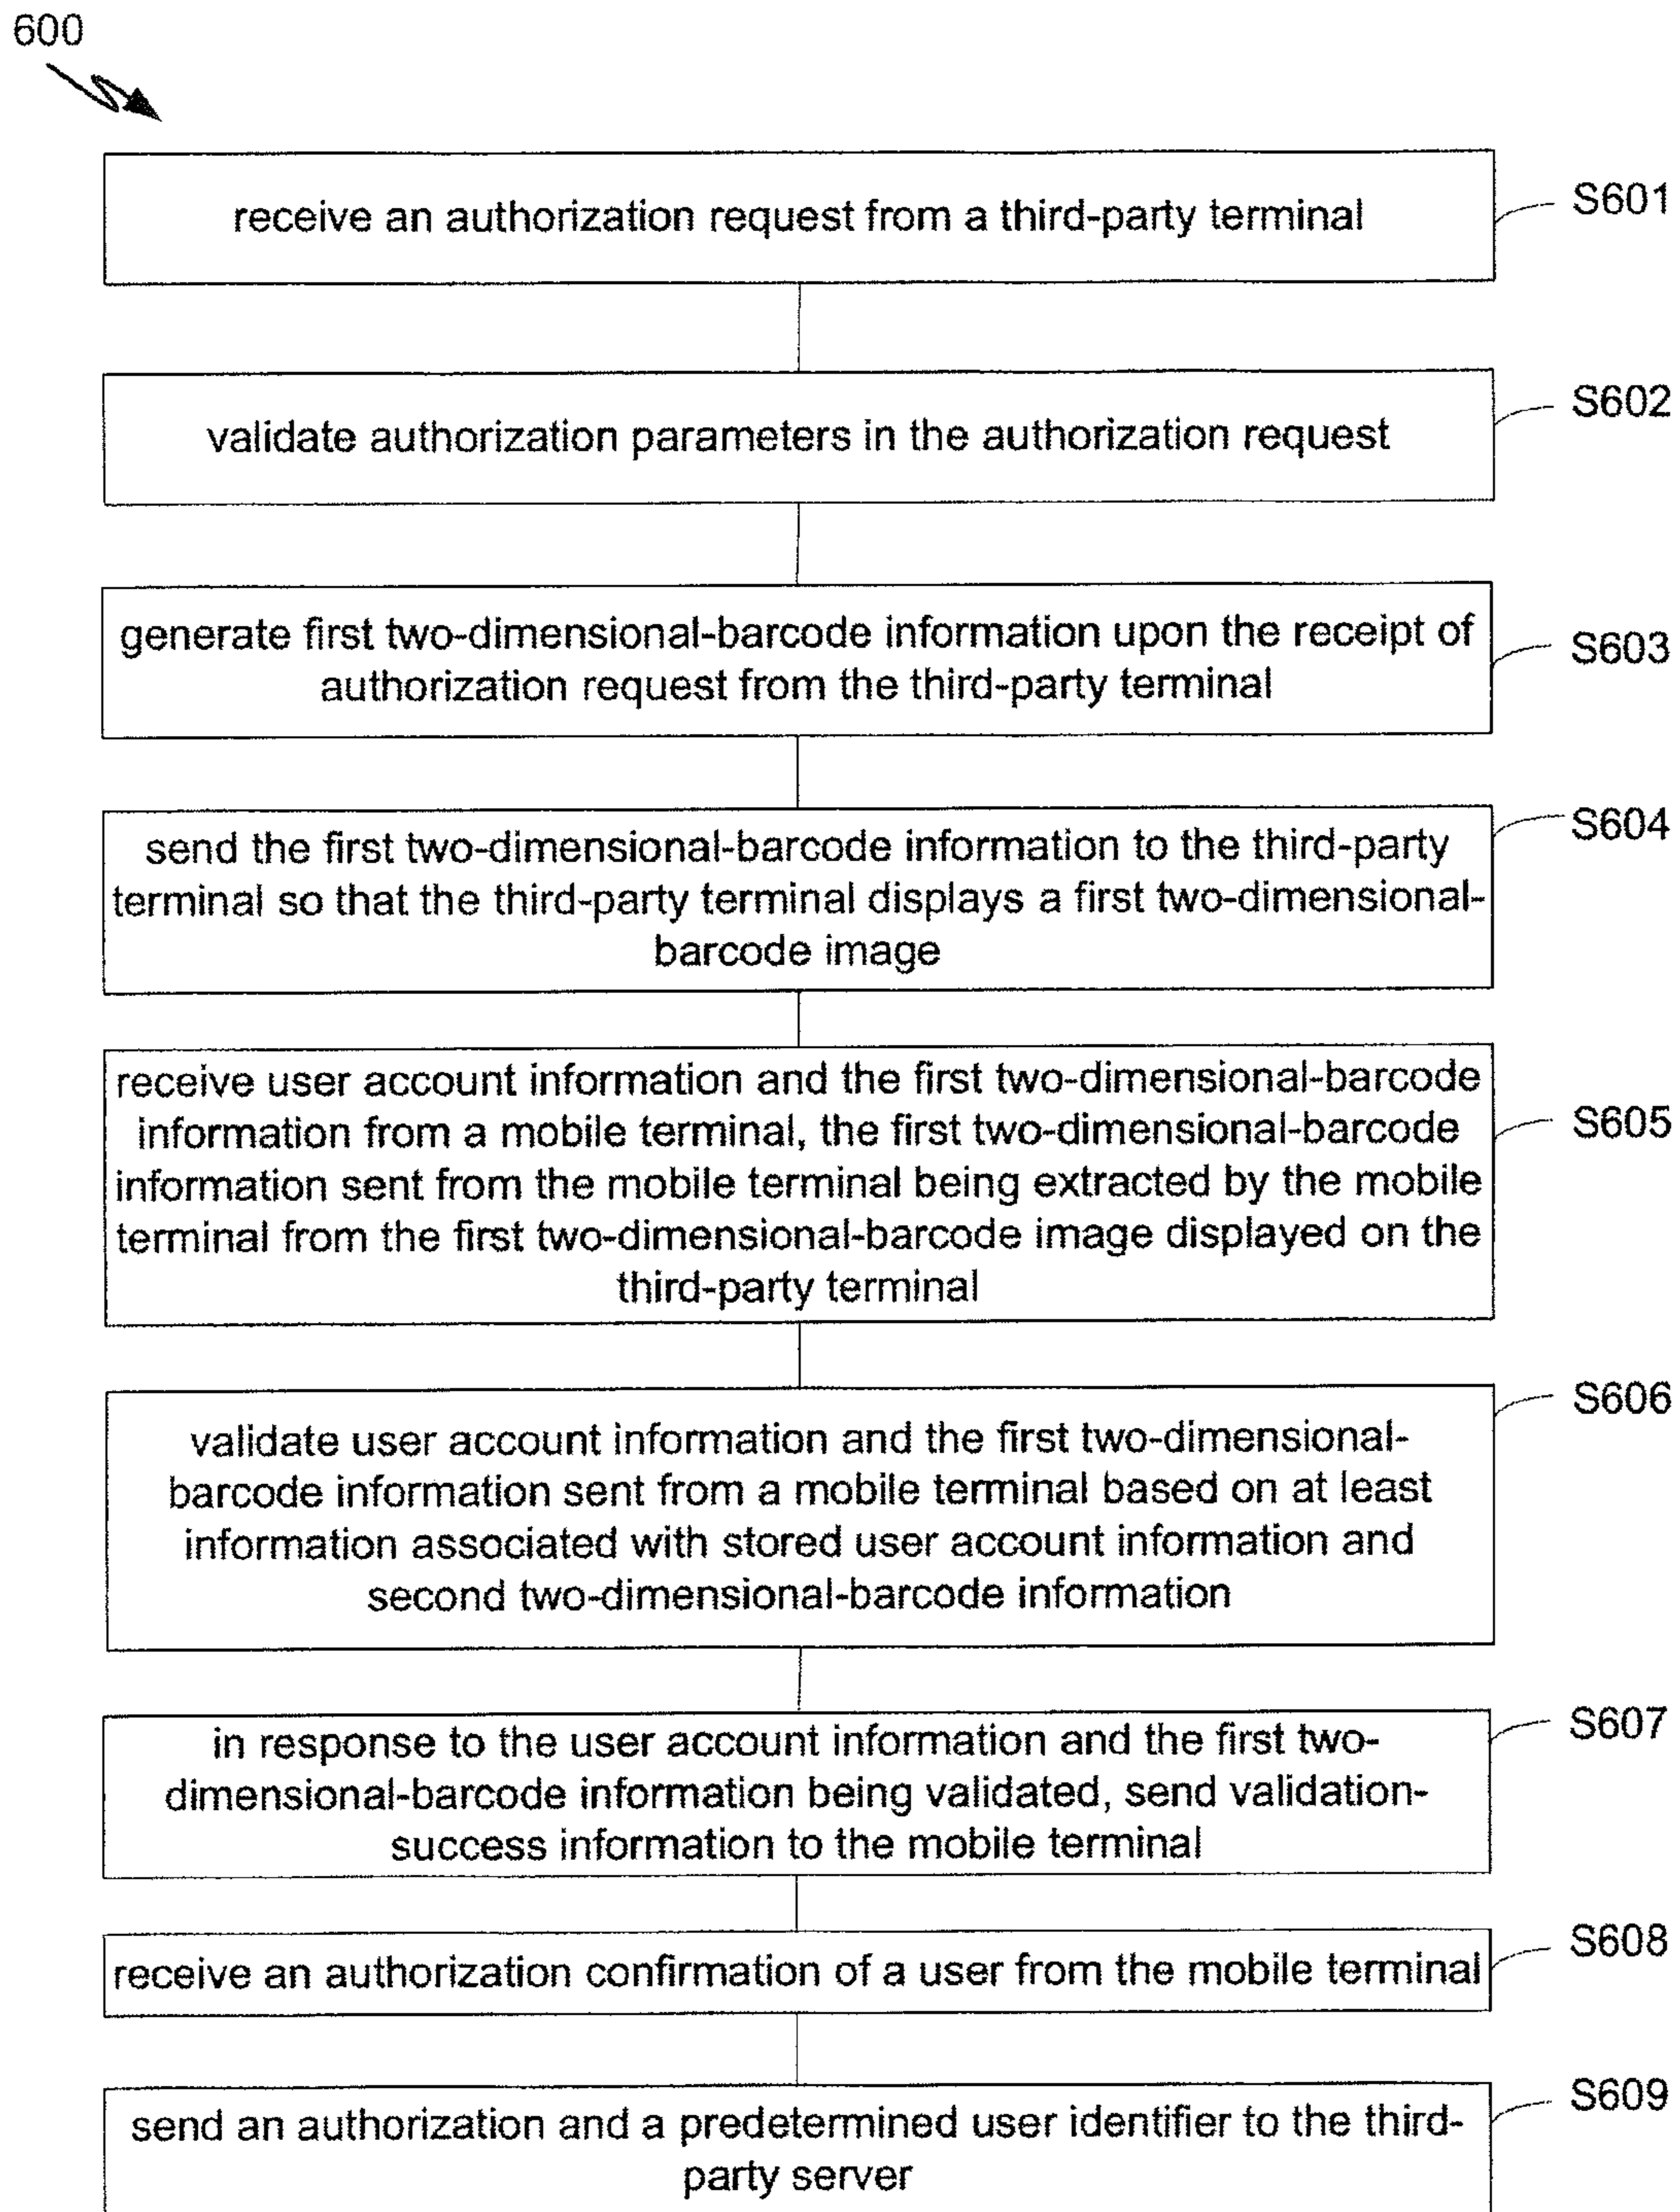 600
receive an authorization request from a third-party terminal
S601
validate authorization parameters in the authorization request
S602
generate first two-dimensional-barcode information upon the receipt of
authorization request from the third-party terminal
S603
send the first two-dimensional-barcode information to the third-party
terminal so that the third-party terminal displays a first two-dimensional-
barcode image
S604
receive user account information and the first two-dimensional-barcode
information from a mobile terminal, the first two-dimensional-barcode
information sent from the mobile terminal being extracted by the mobile
terminal from the first two-dimensional-barcode image displayed on the
third-party terminal
S605
validate user account information and the first two-dimensional-
barcode information sent from a mobile terminal based on at least
information associated with stored user account information and
second two-dimensional-barcode information
S606
in response to the user account information and the first two-
dimensional-barcode information being validated, send validation-
success information to the mobile terminal
S607
receive an authorization confirmation of a user from the mobile terminal
S608
send an authorization and a predetermined user identifier to the third-
party server
S609